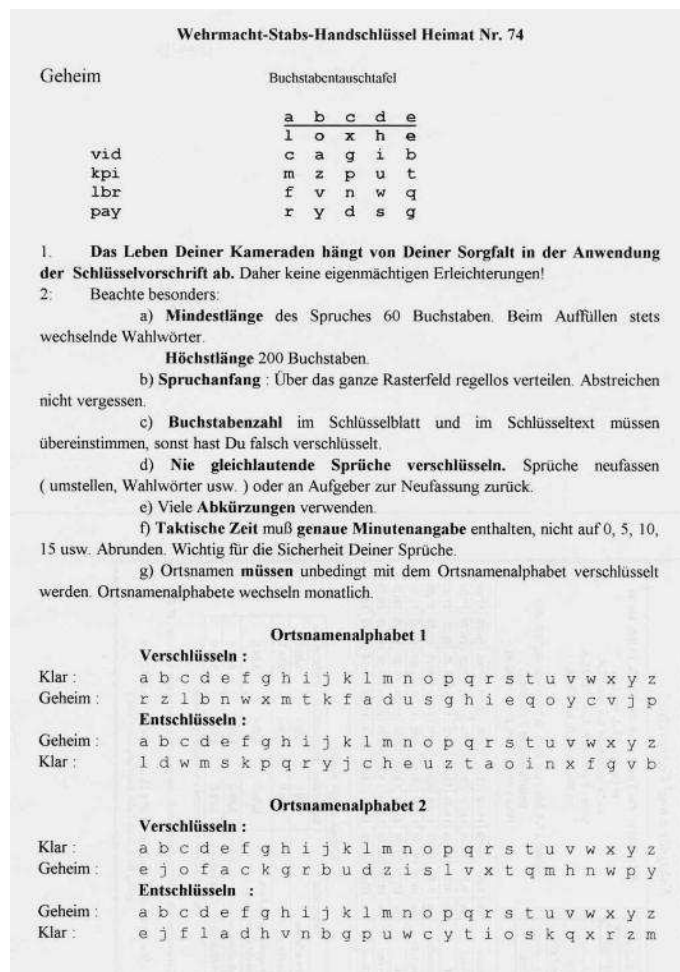 Wehrmacht-Stabs-Handschlüssel Heimat Nr. 74
Geheim Buchstabentauschtafel
a b c d e
l o x h e
vid c a g i b
kpi m z p u t
lbr f v n w q
pay r y d s g
1. Das Leben Deiner Kameraden hängt von Deiner Sorgfalt in der Anwendung
der Schlüsselvorschrift ab. Daher keine eigenmächtigen Erleichterungen!
2: Beachte besonders:
a) Mindestlänge des Spruches 60 Buchstaben. Beim Auffüllen stets
wechselnde Wahlwörter.
Höchstlänge 200 Buchstaben.
b) Spruchanfang : Über das ganze Rasterfeld regellos verteilen. Abstreichen
nicht vergessen.
c) Buchstabenzahl im Schlüsselblatt und im Schlüsseltext müssen
übereinstimmen, sonst hast Du falsch verschlüsselt.
d) Nie gleichlautende Sprüche verschlüsseln. Sprüche neufassen
( umstellen, Wahlwörter usw. ) oder an Aufgeber zur Neufassung zurück.
e) Viele Abkürzungen verwenden.
f) Taktische Zeit muß genaue Minutenangabe enthalten, nicht auf 0, 5, 10,
15 usw. Abrunden. Wichtig für die Sicherheit Deiner Sprüche.
g) Ortsnamen müssen unbedingt mit dem Ortsnamenalphabet verschlüsselt
werden. Ortsnamenalphabete wechseln monatlich.
Ortsnamenalphabet 1
Verschlüsseln :
Klar : a b c d e f g h i j k l m n o p q r s t u v w x y z
Geheim : r z l b n w x m t k f a d u s g h i e q o y c v j p
Entschlüsseln :
Geheim : a b c d e f g h i j k l m n o p q r s t u v w x y z
Klar : l d w m s k p q r y j c h e u z t a o i n x f g v b
Ortsnamenalphabet 2
Verschlüsseln :
Klar : a b c d e f g h i j k l m n o p q r s t u v w x y z
Geheim : e j o f a c k g r b u d z i s l v x t q m h n w p y
Entschlüsseln :
Geheim : a b c d e f g h i j k l m n o p q r s t u v w x y z
Klar : e j f l a d h v n b g p u w c y t i o s k q x r z m